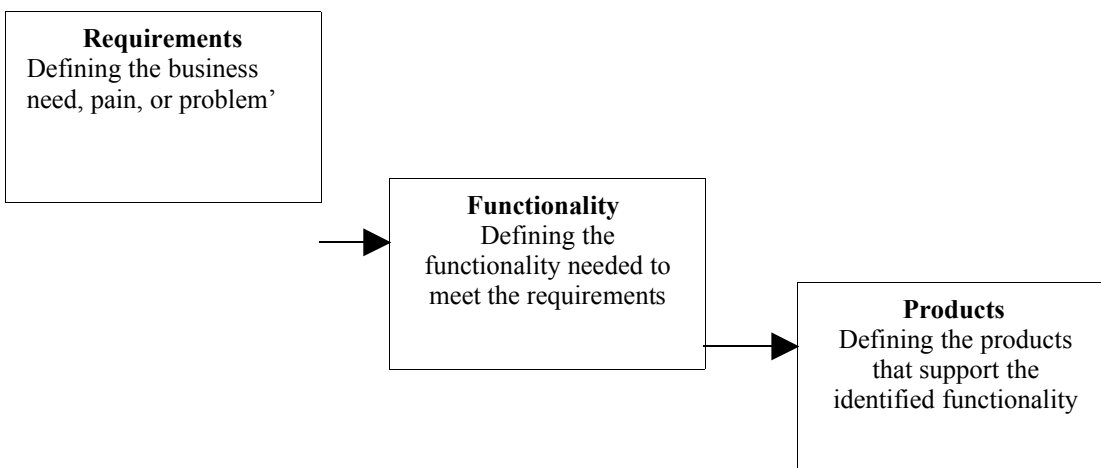 Requirements
Defining the business
need, pain, or problem’
Functionality
Defining the
functionality needed to
meet the requirements
Products
Defining the products
that support the
identified functionality